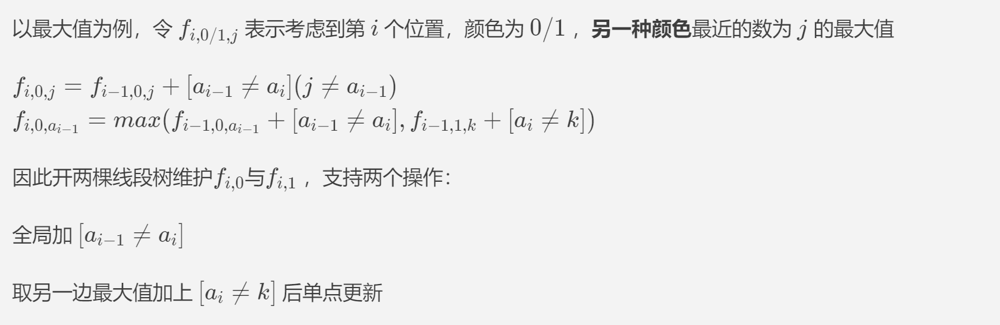 以最大值为例，令 $f_{i,0/1,j}$ 表示考虑到第 $i$ 个位置，颜色为 $0/1$ ，另一种颜色最近的数为 $j$ 的最大值
$f_{i,0,j} = f_{i-1,0,j} + [a_{i-1} \neq a_i](j \neq a_{i-1})$
$f_{i,0,a_{i-1}} = max(f_{i-1,0,a_{i-1}} + [a_{i-1} \neq a_i], f_{i-1,1,k} + [a_i \neq k])$
因此开两棵线段树维护$f_{i,0}$与$f_{i,1}$ ，支持两个操作：
全局加 $[a_{i-1} \neq a_i]$
取另一边最大值加上 $[a_i \neq k]$ 后单点更新